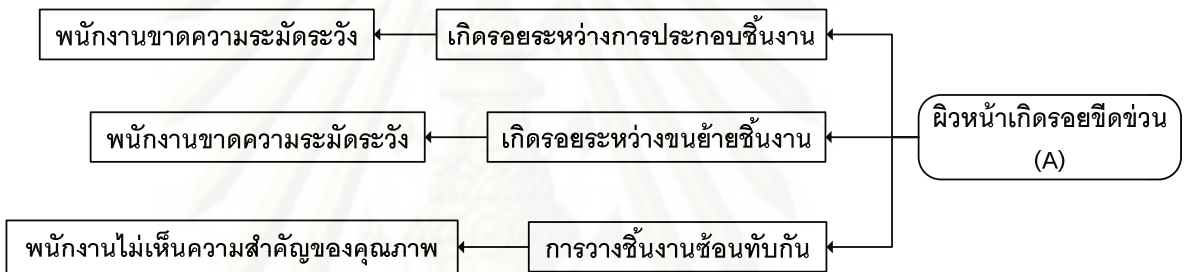 พนักงานขาดความระมัดระวัง
เกิดรอยระหว่างการประกอบชิ้นงาน
พนักงานขาดความระมัดระวัง
เกิดรอยระหว่างขนย้ายชิ้นงาน
ผิวหน้าเกิดรอยขีดข่วน
(A)
พนักงานไม่เห็นความสำคัญของคุณภาพ
การวางชิ้นงานซ้อนทับกัน